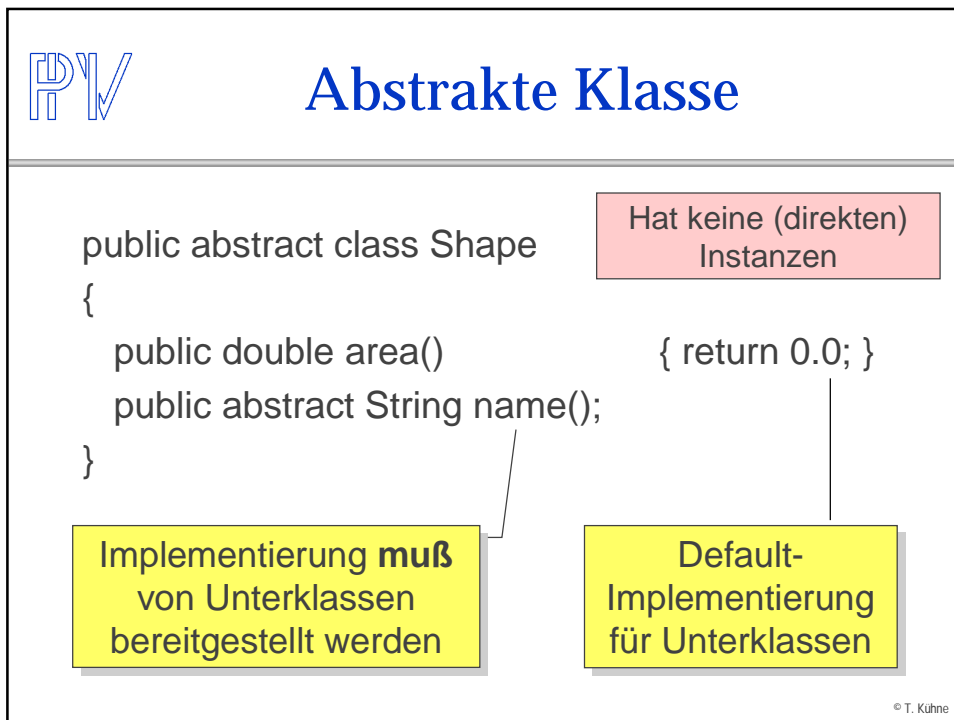 PV
Abstrakte Klasse
Hat keine (direkten)
Instanzen
public abstract class Shape
{
public double area() { return 0.0; }
public abstract String name();
}
Implementierung muß
von Unterklassen
bereitgestellt werden
Default-
Implementierung
für Unterklassen
© T. Kühne